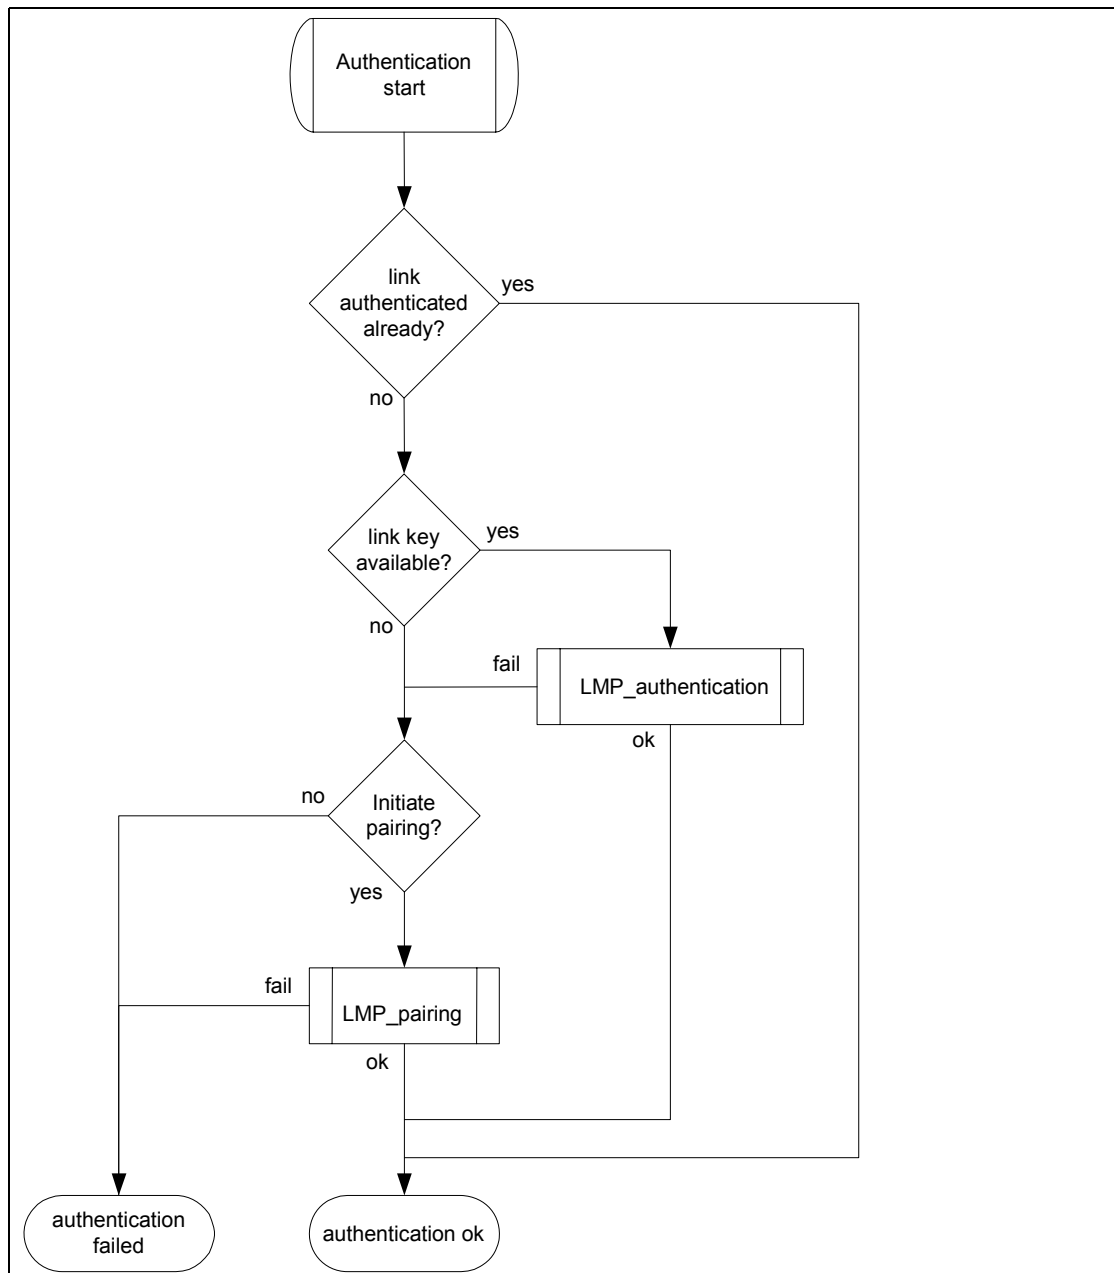 Authentication
start
link
authenticated
already?
yes
no
link key
available?
yes
no
fail
LMP_authentication
ok
no
Initiate
pairing?
yes
fail
LMP_pairing
ok
authentication
failed
authentication ok